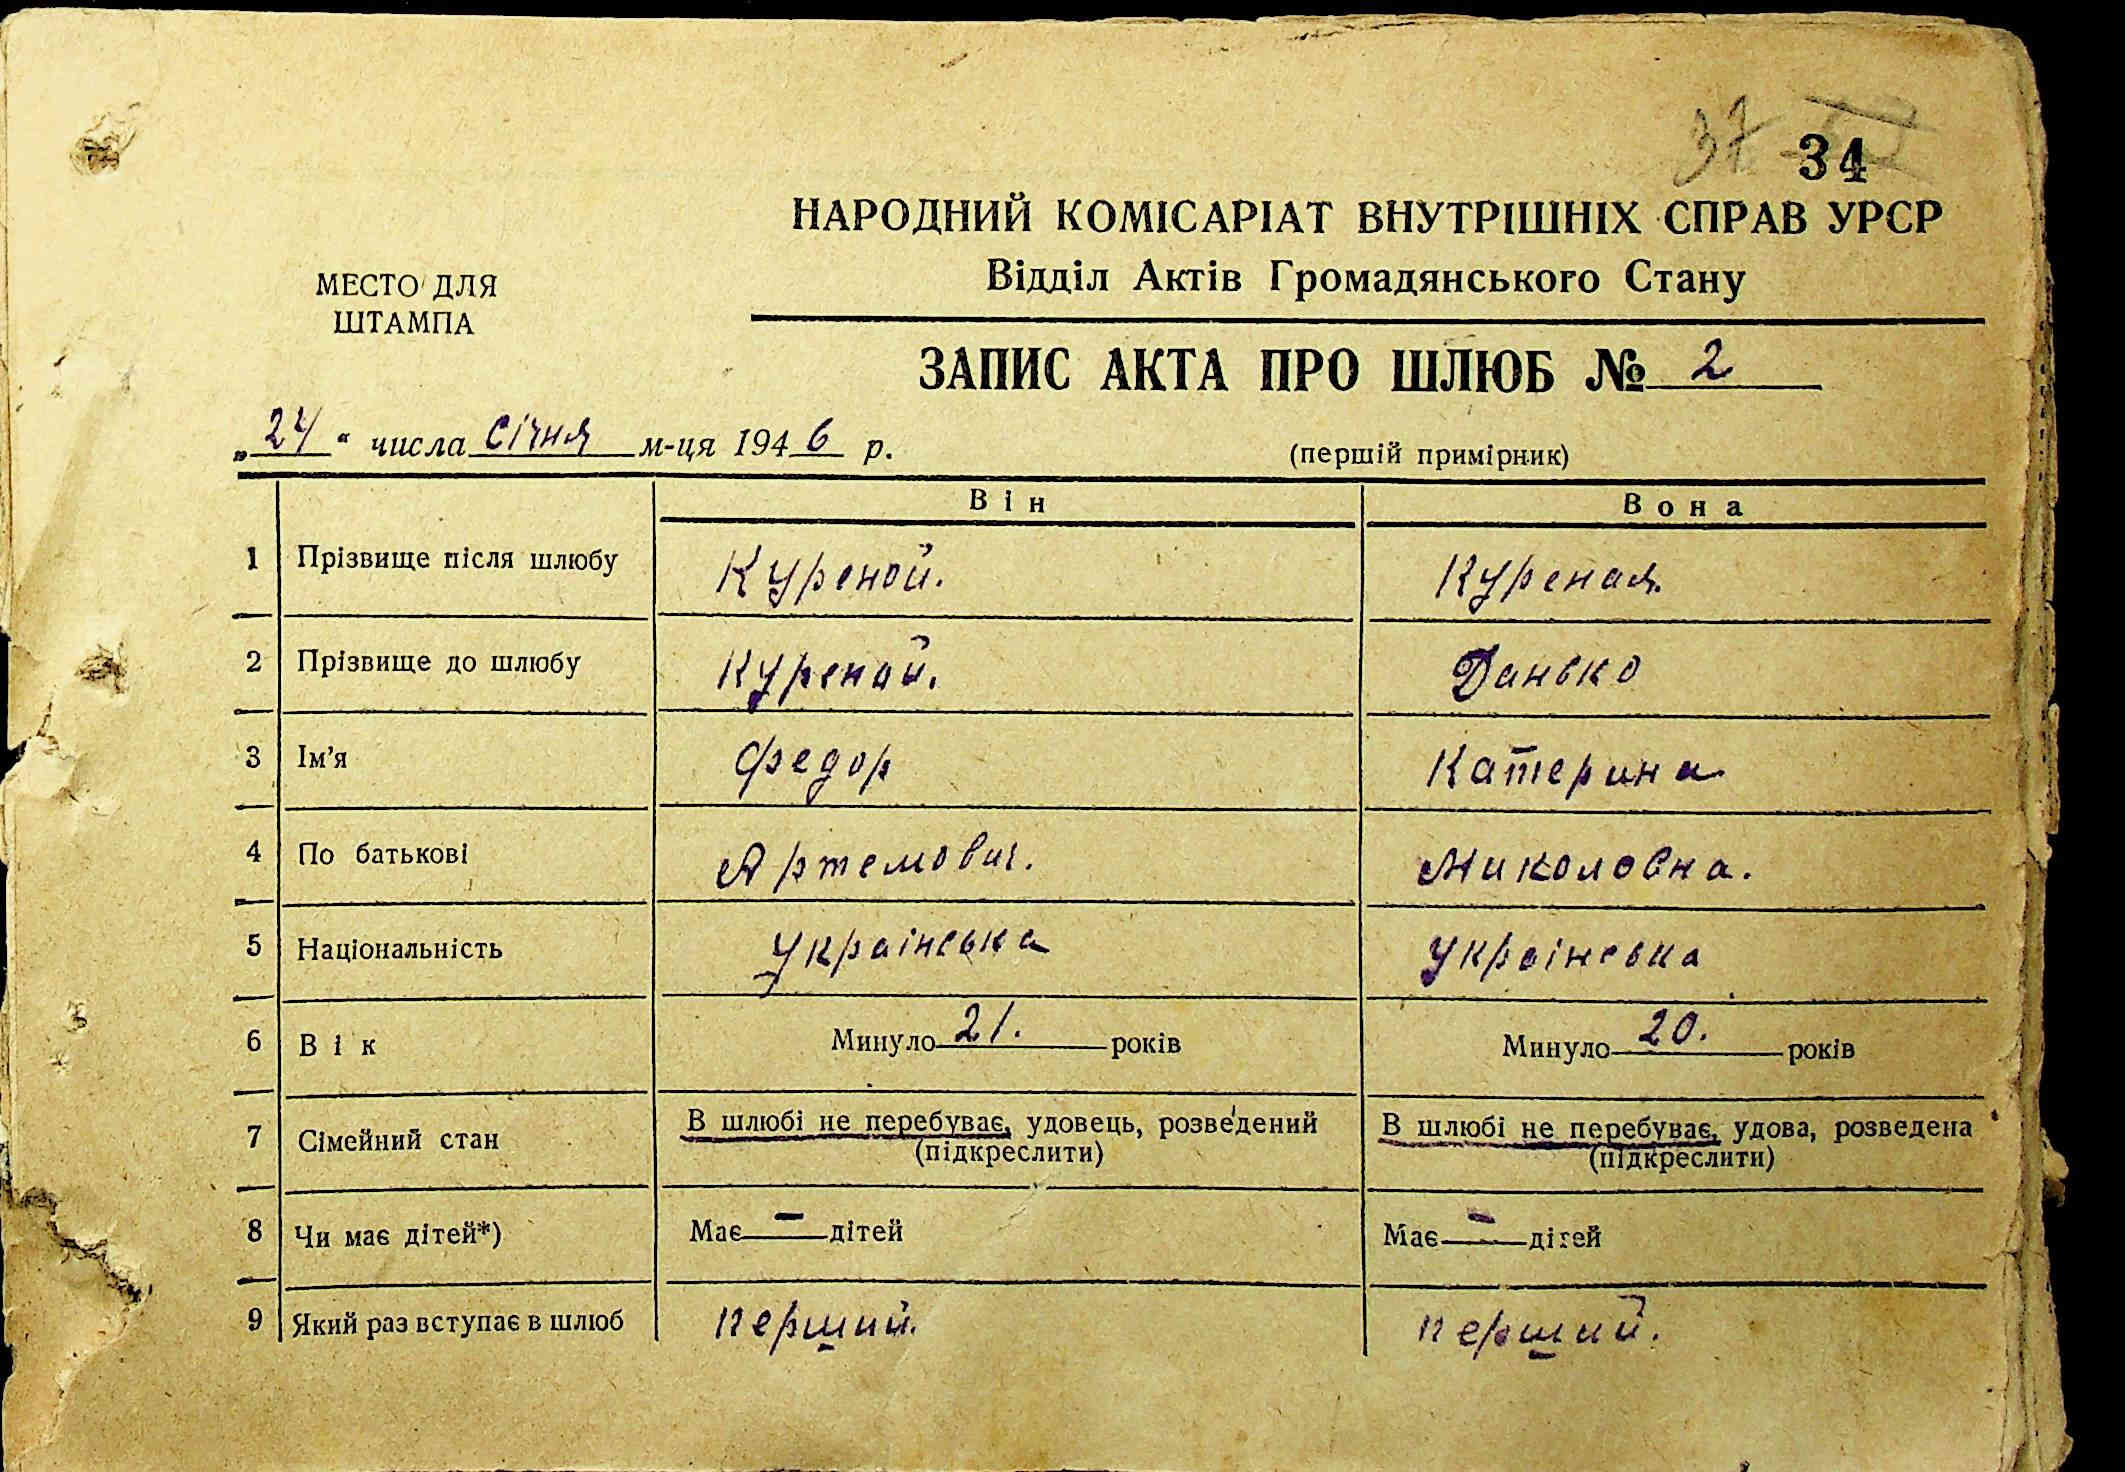 37
34
НАРОДНИЙ КОМІСАРІАТ ВНУТРІШНІХ СПРАВ УРСР
Відділ Актів Громадянського Стану
МЕСТО ДЛЯ
ШТАМПА
ЗАПИС АКТА ПРО ШЛЮБ № 2
„24“ числа січня м-ця 1946 р.
(перший примірник)
Він Вона
1 Прізвище після шлюбу Куреной. Куреная.
2 Прізвище до шлюбу Куреной. Данько
3 Ім'я Федор Катерина
4 По батькові Артемович. Миколовна.
5 Національність Українська Українська
6 Вік Минуло 21. років Минуло 20. років
7 Сімейний стан В шлюбі не перебуває, удовець, розведений В шлюбі не перебуває, удова, розведена
(підкреслити) (підкреслити)
8 Чи має дітей*) Має – дітей Має – дітей
9 Який раз вступає в шлюб перший. перший.